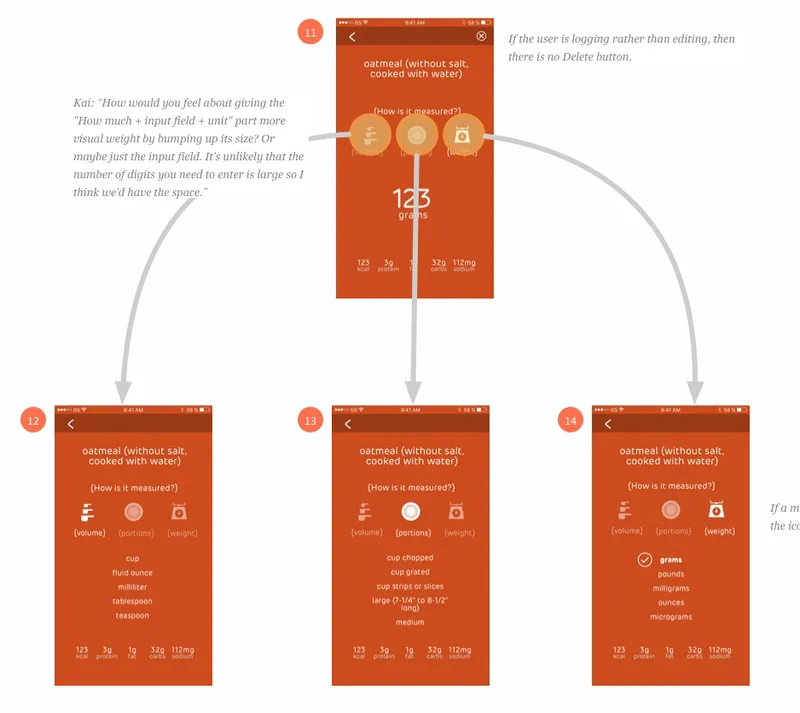 11
GS 9:41 AM 58 %
If the user is logging rather than editing, then
there is no Delete button.
oatmeal (without salt,
cooked with water)
Kai: "How would you feel about giving the
"How much + input field + unit" part more
visual weight by bumping up its size? Or
maybe just the input field. It's unlikely that the
number of digits you need to enter is large so I
think we'd have the space."
{How is it measured?}
123
grams
123 3g 32g 112mg
kcal protein carbs sodium
12
GS 9:41 AM 58 %
oatmeal (without salt,
cooked with water)
{How is it measured?}
{volume} {portions} {weight}
cup
fluid ounce
milliliter
tablespoon
teaspoon
123 3g 1g 32g 112mg
kcal protein fat carbs sodium
13
GS 9:41 AM 58 %
oatmeal (without salt,
cooked with water)
{How is it measured?}
{volume} {portions} {weight}
cup chopped
cup grated
cup strips or slices
large (7-1/4" to 8-1/2"
long)
medium
123 3g 1g 32g 112mg
kcal protein fat carbs sodium
14
GS 9:41 AM 58 %
oatmeal (without salt,
cooked with water)
{How is it measured?}
{volume} {portions} {weight}
grams
pounds
milligrams
ounces
micrograms
123 3g 1g 32g 112mg
kcal protein fat carbs sodium
If a m
the ico